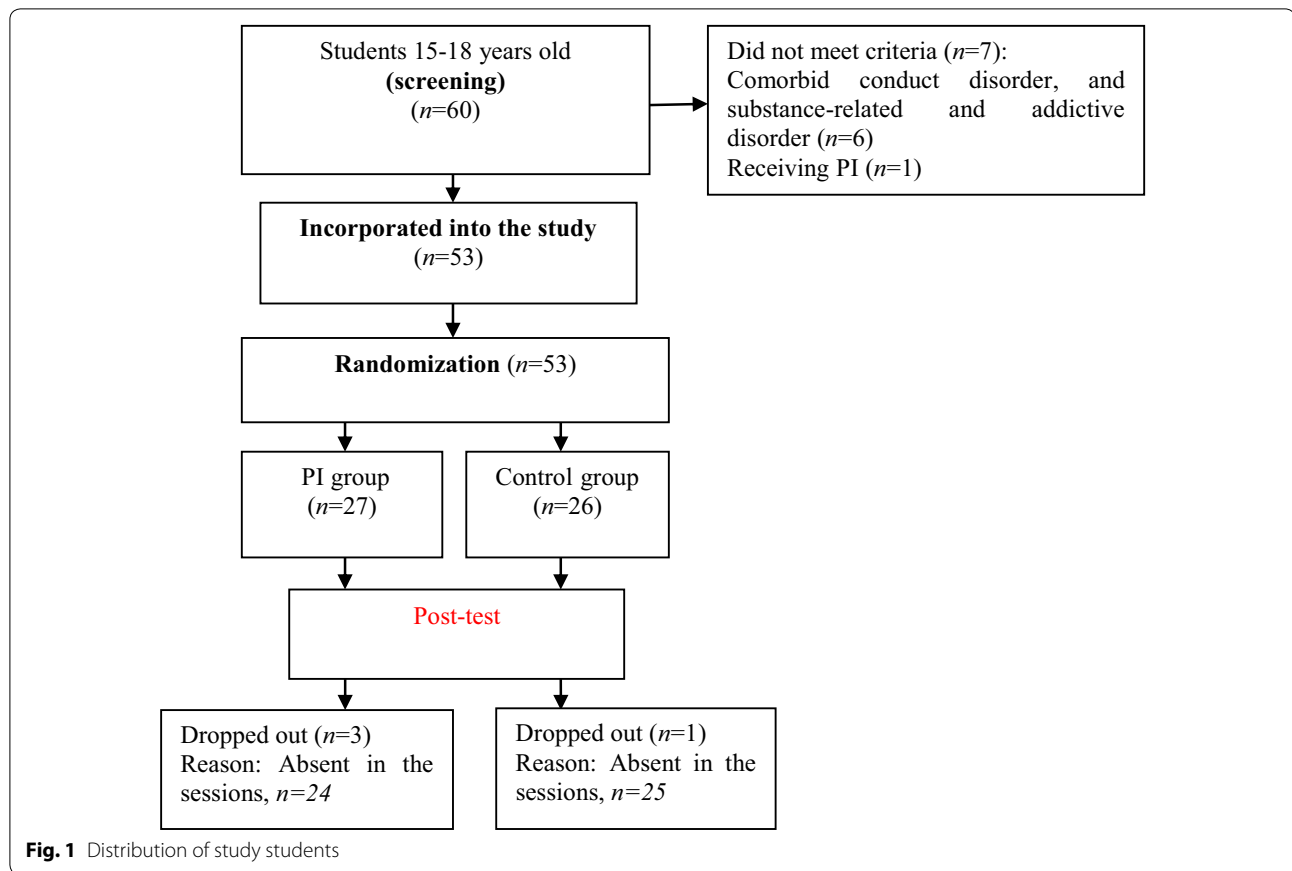 Students 15-18 years old
(screening)
(n=60)
Did not meet criteria (n=7):
Comorbid conduct disorder, and
substance-related and addictive
disorder (n=6)
Receiving PI (n=1)
Incorporated into the study
(n=53)
Randomization (n=53)
PI group
(n=27)
Control group
(n=26)
Post-test
Dropped out (n=3)
Reason: Absent in the
sessions, n=24
Dropped out (n=1)
Reason: Absent in the
sessions, n=25
Fig. 1 Distribution of study students